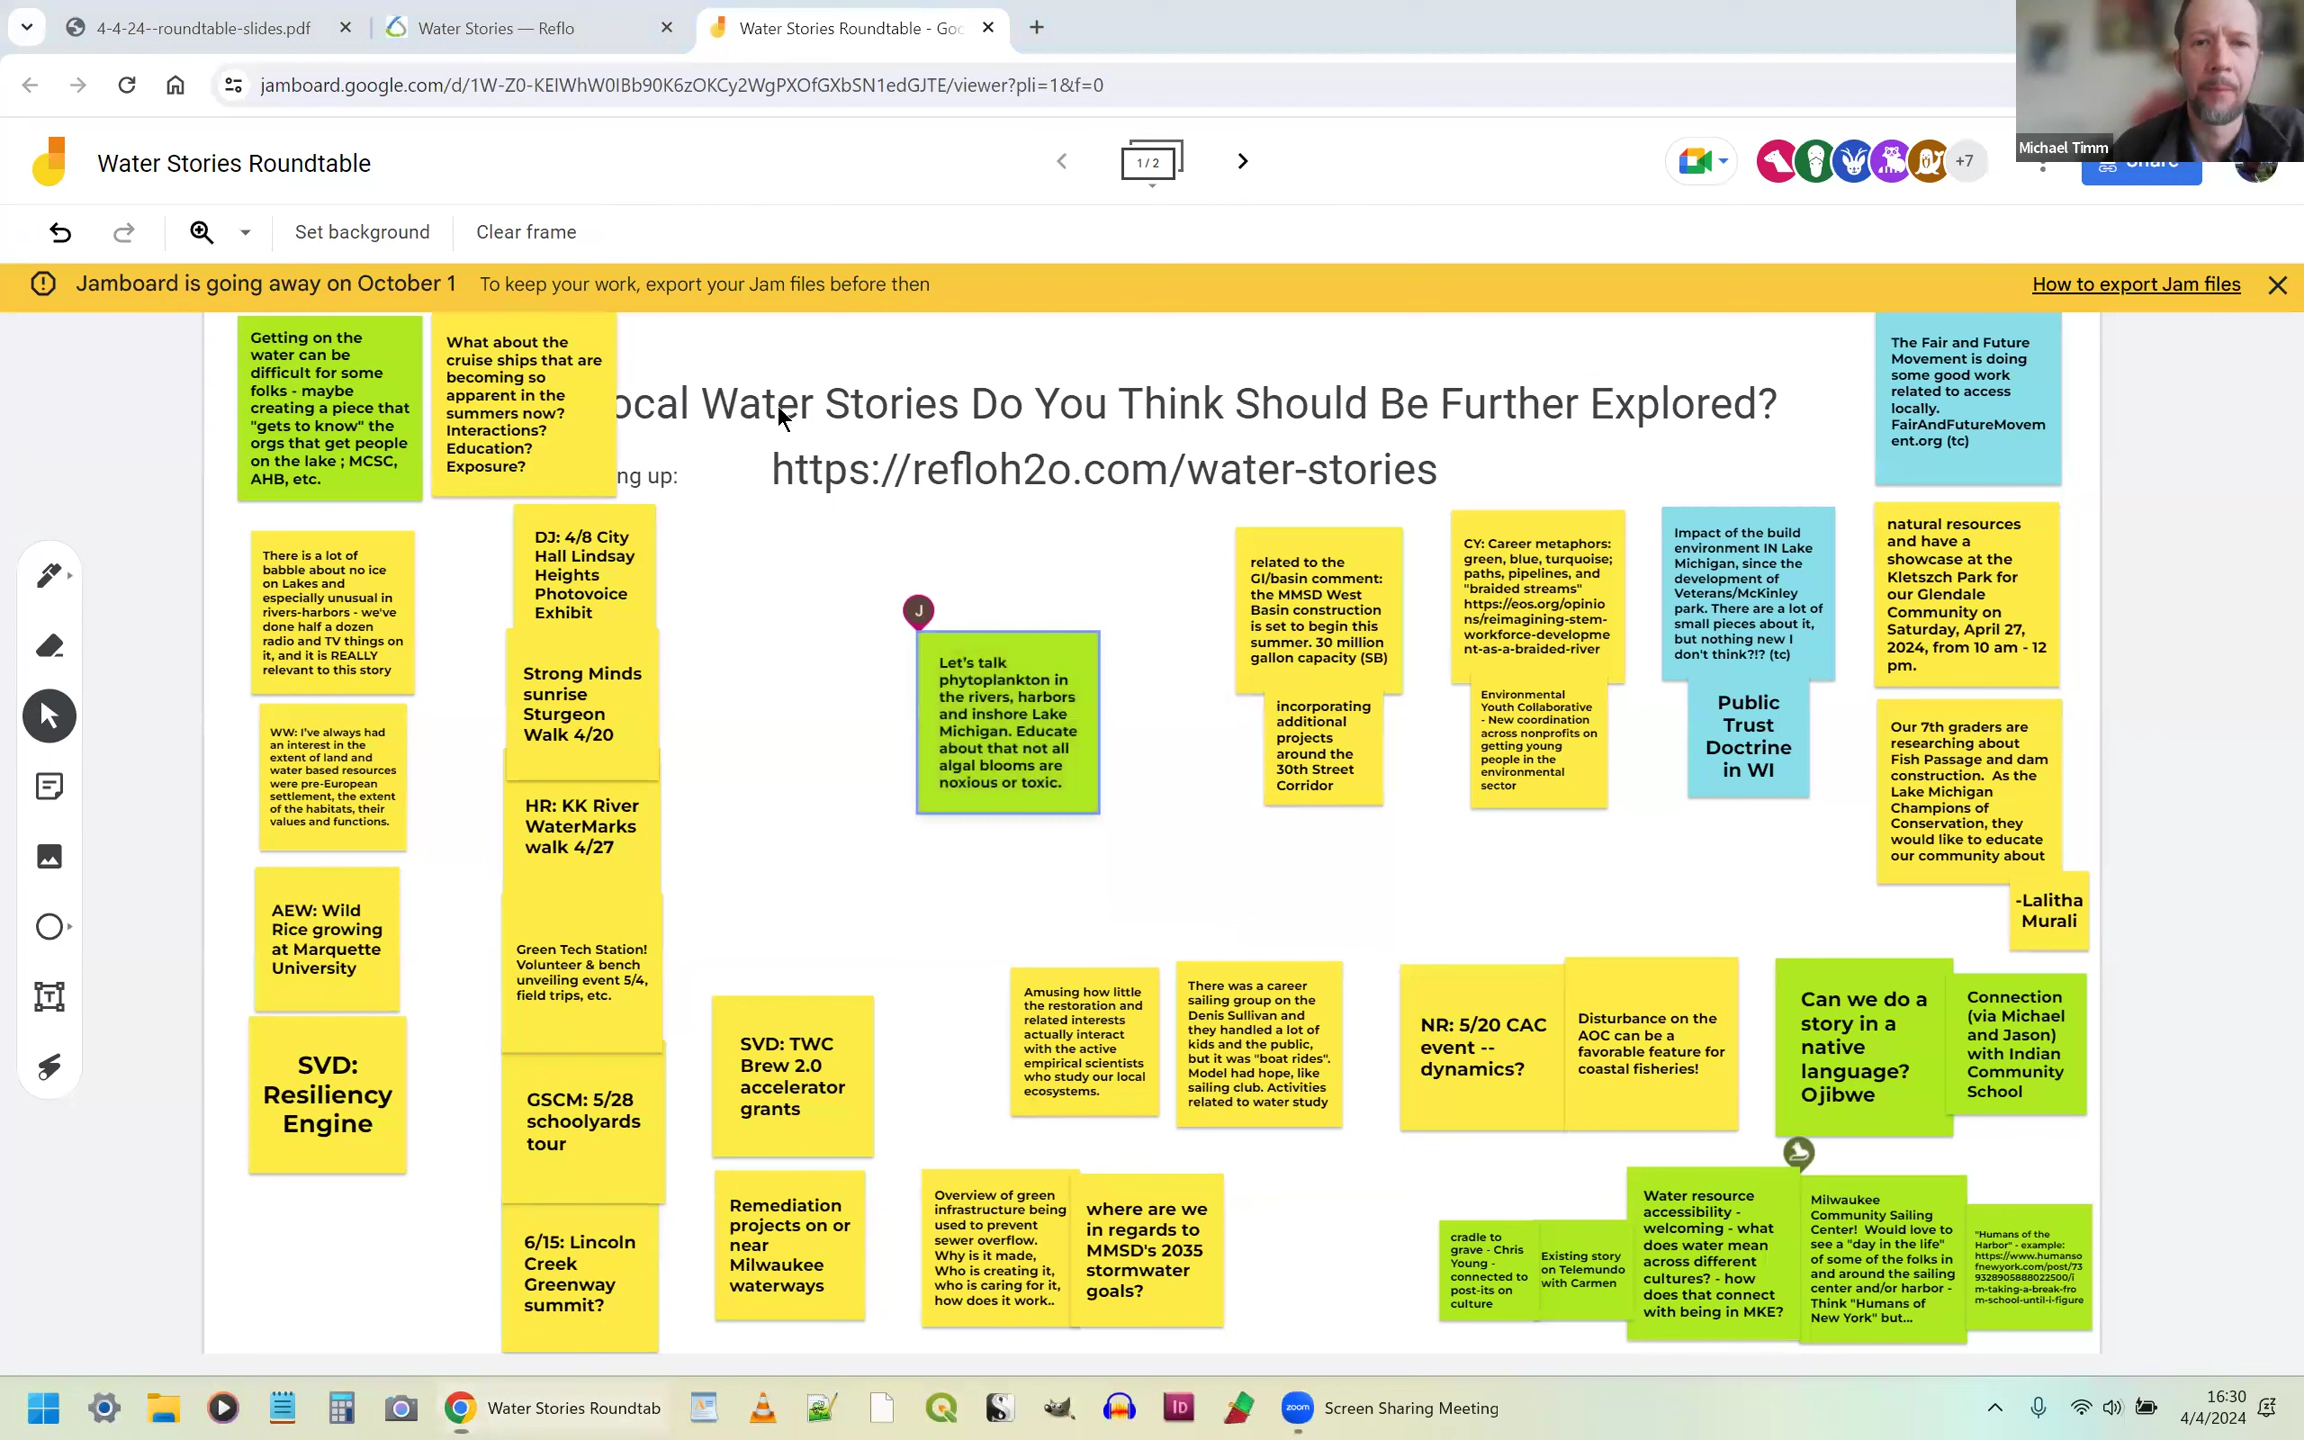 4-4-24--roundtable-slides.pdf
Water Stories — Reflo
Water Stories Roundtable - Goo
jamboard.google.com/d/1W-Z0-KEIWhW0IBb90K6zOKCy2WgPXOfGXbSN1edGJTE/viewer?pli=1&f=0
Michael Timm
Water Stories Roundtable
1 / 2
+7
Share
Set background
Clear frame
Jamboard is going away on October 1
To keep your work, export your Jam files before then
How to export Jam files
ocal Water Stories Do You Think Should Be Further Explored?
ng up:
https://refloh2o.com/water-stories
Getting on the
water can be
difficult for some
folks - maybe
creating a piece that
"gets to know" the
orgs that get people
on the lake ; MCSC,
AHB, etc.
What about the
cruise ships that are
becoming so
apparent in the
summers now?
Interactions?
Education?
Exposure?
The Fair and Future
Movement is doing
some good work
related to access
locally.
FairAndFutureMovem
ent.org (tc)
There is a lot of
babble about no ice
on Lakes and
especially unusual in
rivers-harbors - we've
done half a dozen
radio and TV things on
it, and it is REALLY
relevant to this story
DJ: 4/8 City
Hall Lindsay
Heights
Photovoice
Exhibit
Strong Minds
sunrise
Sturgeon
Walk 4/20
HR: KK River
WaterMarks
walk 4/27
Green Tech Station!
Volunteer & bench
unveiling event 5/4,
field trips, etc.
GSCM: 5/28
schoolyards
tour
6/15: Lincoln
Creek
Greenway
summit?
WW: I've always had
an interest in the
extent of land and
water based resources
were pre-European
settlement, the extent
of the habitats, their
values and functions.
AEW: Wild
Rice growing
at Marquette
University
SVD:
Resiliency
Engine
J
Let's talk
phytoplankton in
the rivers, harbors
and inshore Lake
Michigan. Educate
about that not all
algal blooms are
noxious or toxic.
related to the
GI/basin comment:
the MMSD West
Basin construction
is set to begin this
summer. 30 million
gallon capacity (SB)
incorporating
additional
projects
around the
30th Street
Corridor
CY: Career metaphors:
green, blue, turquoise;
paths, pipelines, and
"braided streams"
https://eos.org/opinio
ns/reimagining-stem-
workforce-developme
nt-as-a-braided-river
Environmental
Youth Collaborative
- New coordination
across nonprofits on
getting young
people in the
environmental
sector
Impact of the build
environment IN Lake
Michigan, since the
development of
Veterans/McKinley
park. There are a lot of
small pieces about it,
but nothing new I
don't think?!? (tc)
Public
Trust
Doctrine
in WI
natural resources
and have a
showcase at the
Kletszch Park for
our Glendale
Community on
Saturday, April 27,
2024, from 10 am - 12
pm.
Our 7th graders are
researching about
Fish Passage and dam
construction. As the
Lake Michigan
Champions of
Conservation, they
would like to educate
our community about
-Lalitha
Murali
SVD: TWC
Brew 2.0
accelerator
grants
Remediation
projects on or
near
Milwaukee
waterways
Amusing how little
the restoration and
related interests
actually interact
with the active
empirical scientists
who study our local
ecosystems.
There was a career
sailing group on the
Denis Sullivan and
they handled a lot of
kids and the public,
but it was "boat rides".
Model had hope, like
sailing club. Activities
related to water study
NR: 5/20 CAC
event --
dynamics?
Disturbance on the
AOC can be a
favorable feature for
coastal fisheries!
Can we do a
story in a
native
language?
Ojibwe
Connection
(via Michael
and Jason)
with Indian
Community
School
Overview of green
infrastructure being
used to prevent
sewer overflow.
Why is it made,
Who is creating it,
who is caring for it,
how does it work..
where are we
in regards to
MMSD's 2035
stormwater
goals?
cradle to
grave - Chris
Young -
connected to
post-its on
culture
Existing story
on Telemundo
with Carmen
Water resource
accessibility -
welcoming - what
does water mean
across different
cultures? - how
does that connect
with being in MKE?
Milwaukee
Community Sailing
Center! Would love to
see a "day in the life"
of some of the folks in
and around the sailing
center and/or harbor -
Think "Humans of
New York" but...
"Humans of the
Harbor" - example:
https://www.humanso
fnewyork.com/post/73
9328905888022500/i
m-taking-a-break-fro
m-school-until-i-figure
Water Stories Roundtab
Id
zoom
Screen Sharing Meeting
16:30
4/4/2024